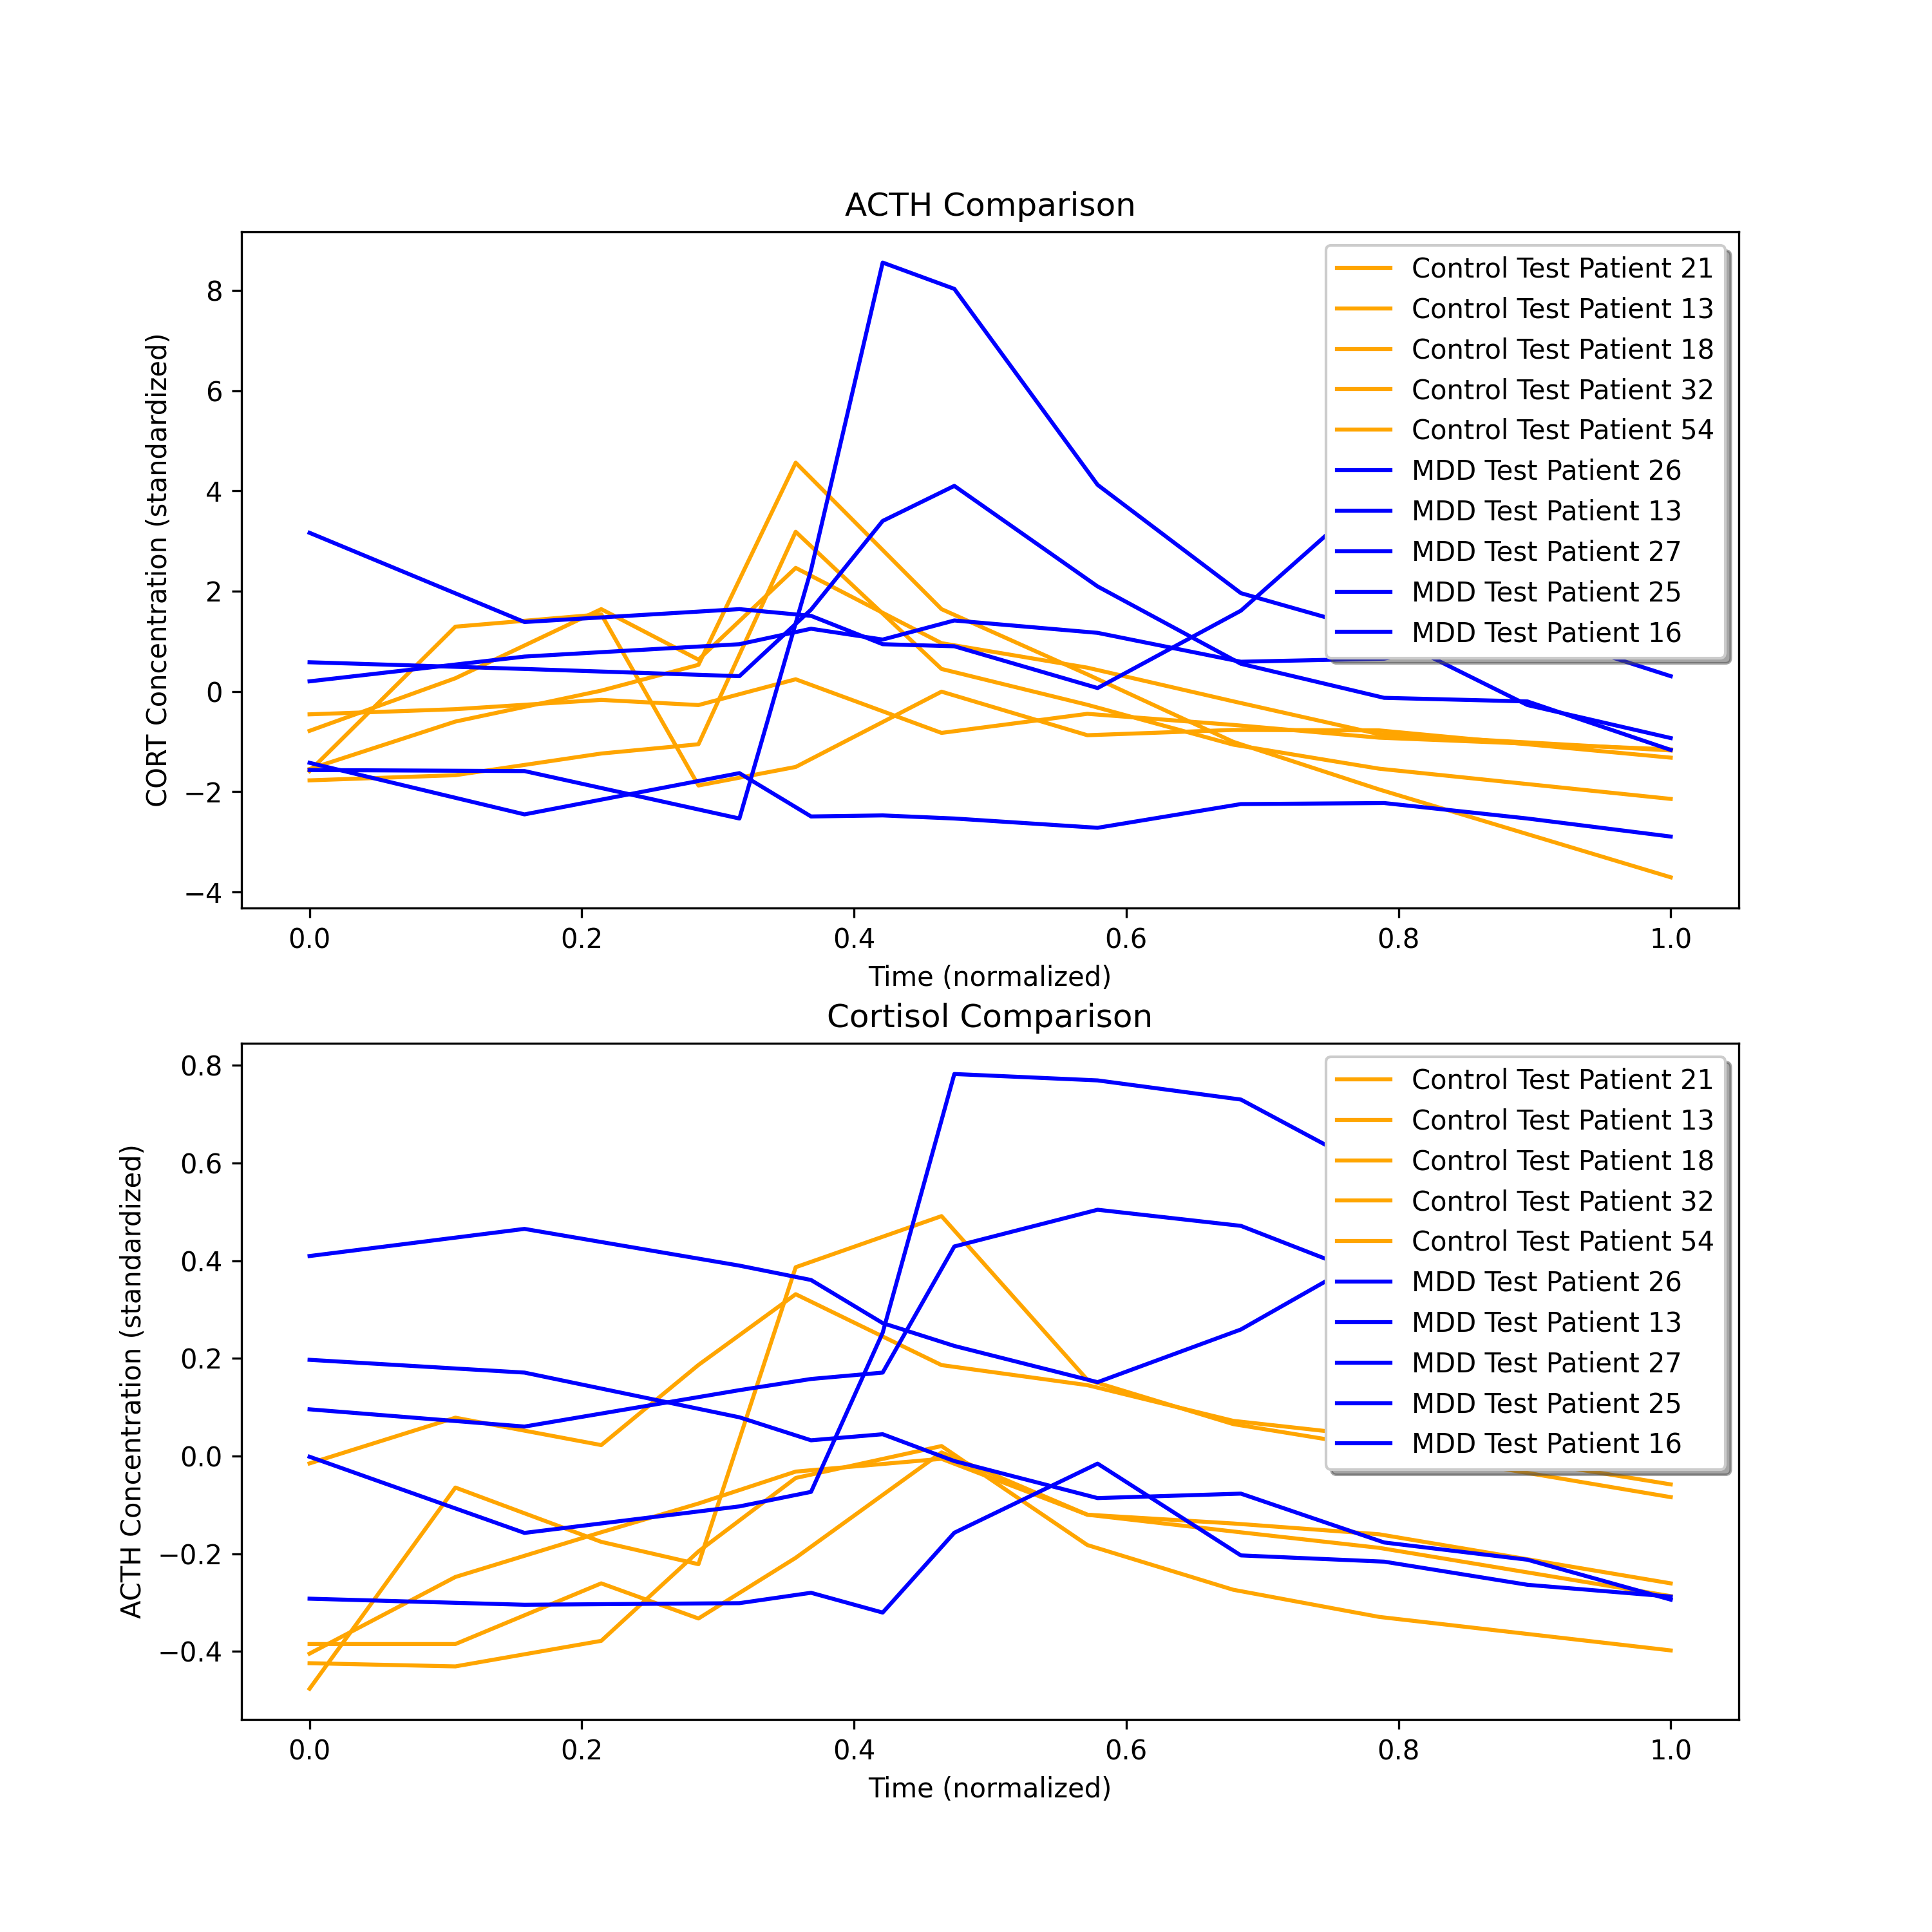 ACTH Comparison
CORT Concentration (standardized)
8
6
4
2
0
−2
−4
Control Test Patient 21
Control Test Patient 13
Control Test Patient 18
Control Test Patient 32
Control Test Patient 54
MDD Test Patient 26
MDD Test Patient 13
MDD Test Patient 27
MDD Test Patient 25
MDD Test Patient 16
0.0 0.2 0.4 0.6 0.8 1.0
Time (normalized)
Cortisol Comparison
ACTH Concentration (standardized)
0.8
0.6
0.4
0.2
0.0
−0.2
−0.4
Control Test Patient 21
Control Test Patient 13
Control Test Patient 18
Control Test Patient 32
Control Test Patient 54
MDD Test Patient 26
MDD Test Patient 13
MDD Test Patient 27
MDD Test Patient 25
MDD Test Patient 16
0.0 0.2 0.4 0.6 0.8 1.0
Time (normalized)